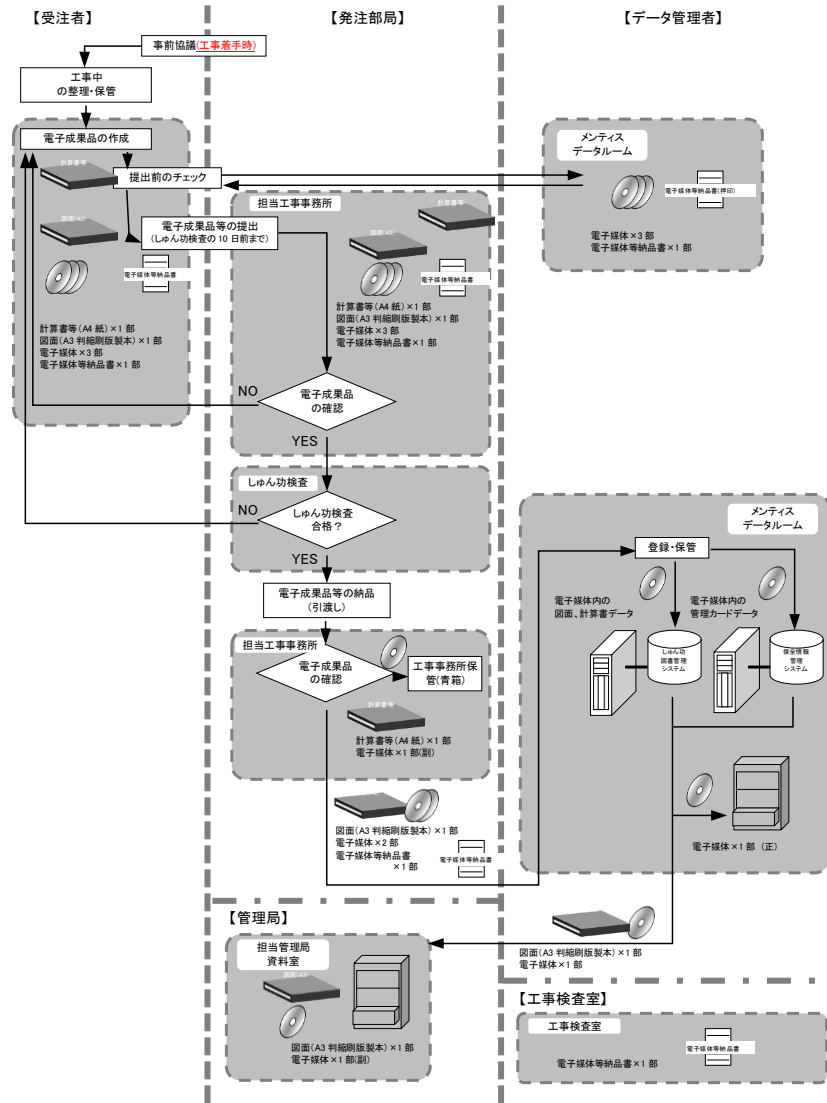 【受注者】
【発注部局】
【データ管理者】
事前協議(工事着手時)
工事中
の整理・保管
電子成果品の作成
計算書等
提出前のチェック
図面(A3)
電子成果品等の提出
(しゅん功検査の 10 日前まで)
電子媒体等納品書
計算書等(A4 紙)×1 部
図面(A3 判縮刷版製本)×1 部
電子媒体×3 部
電子媒体等納品書×1 部
担当工事事務所
計算書等
図面(A3)
電子媒体等納品書
計算書等(A4 紙)×1 部
図面(A3 判縮刷版製本)×1 部
電子媒体×3 部
電子媒体等納品書×1 部
メンティス
データルーム
電子媒体等納品書(押印)
電子媒体×3 部
電子媒体等納品書×1 部
NO
電子成果品
の確認
YES
しゅん功検査
NO
しゅん功検査
合格?
YES
電子成果品等の納品
(引渡し)
担当工事事務所
電子成果品
の確認
工事事務所保
管(青箱)
計算書等
計算書等(A4 紙)×1 部
電子媒体×1 部(副)
図面(A3 判縮刷版製本)×1 部
電子媒体×2 部
電子媒体等納品書
×1 部
電子媒体等納品書
メンティス
データルーム
登録・保管
電子媒体内の
図面、計算書データ
電子媒体内の
管理カードデータ
しゅん功
図書管理
システム
保全情報
管理
システム
電子媒体×1 部 (正)
図面(A3 判縮刷版製本)×1 部
電子媒体×1 部
【管理局】
担当管理局
資料室
図面(A3)
図面(A3 判縮刷版製本)×1 部
電子媒体×1 部(副)
【工事検査室】
工事検査室
電子媒体等納品書
電子媒体等納品書×1 部